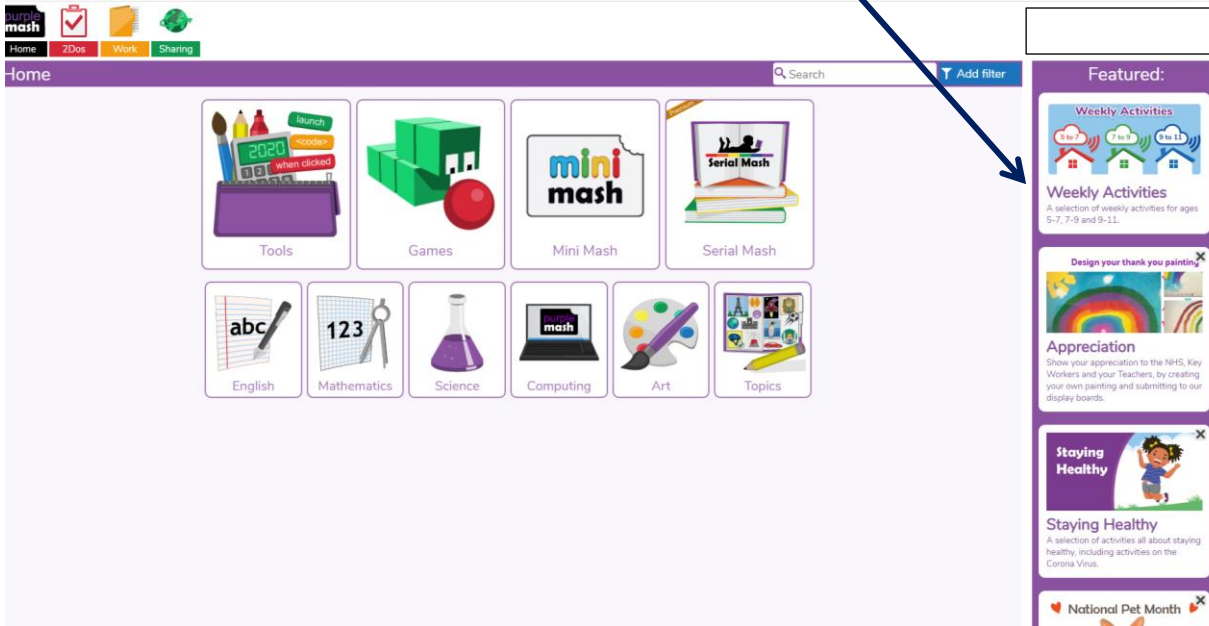 purple
mash
Home 2Dos Work Sharing
Home
Search
Add filter
launch
<code>
2020
when clicked
Tools
Games
mini
mash
Mini Mash
Premium
Serial Mash
Serial Mash
abc
English
123
Mathematics
Science
purple
mash
Computing
Art
Topics
Featured:
Weekly Activities
5 to 7 7 to 9 9 to 11
Weekly Activities
A selection of weekly activities for ages
5-7, 7-9 and 9-11.
Design your thank you painting
Appreciation
Show your appreciation to the NHS, Key
Workers and your Teachers, by creating
your own painting and submitting to our
display boards.
Staying
Healthy
Staying Healthy
A selection of activities all about staying
healthy, including activities on the
Corona Virus.
National Pet Month